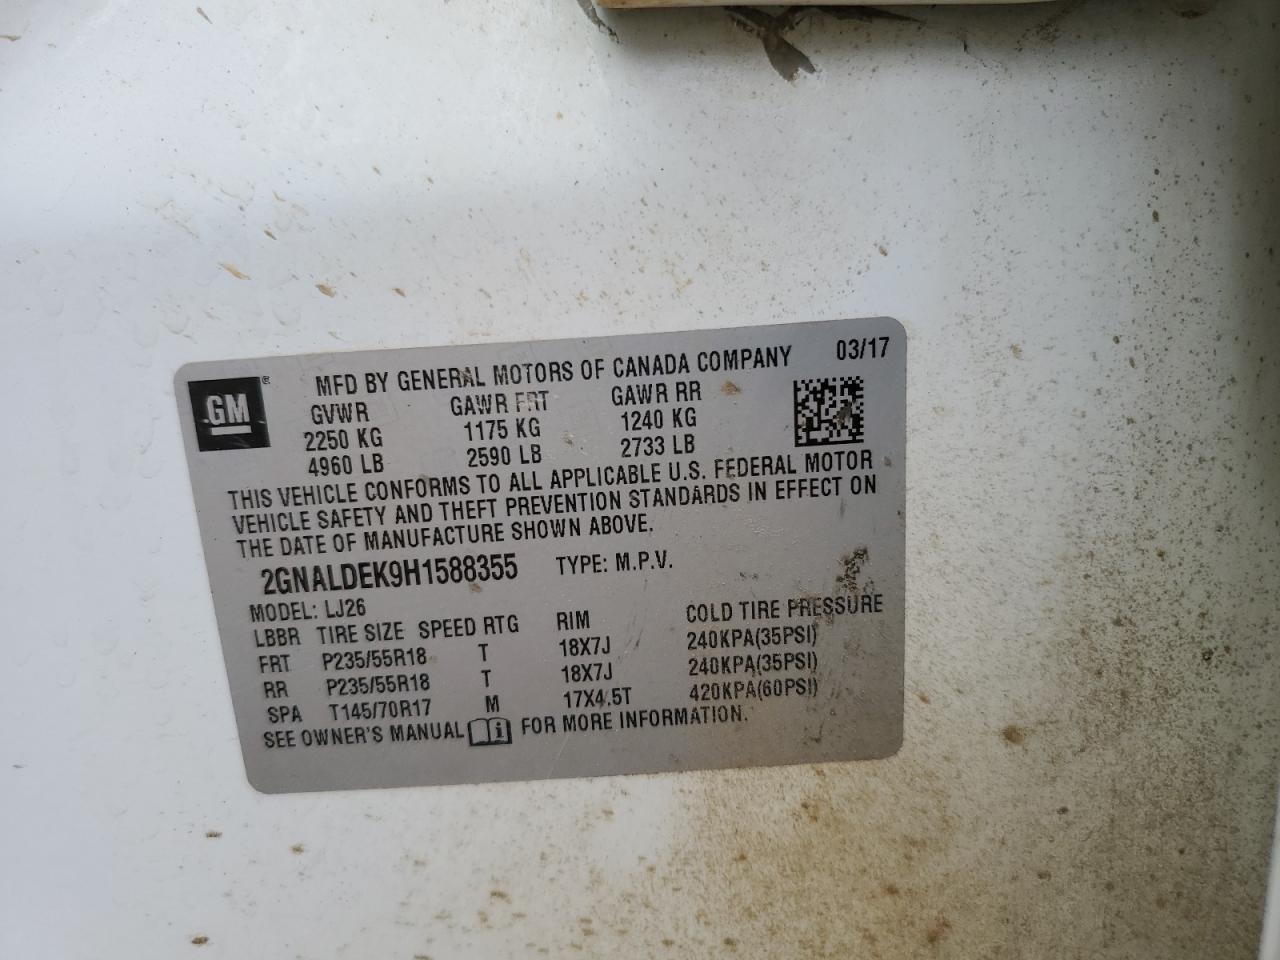 MFD BY GENERAL MOTORS OF CANADA COMPANY 03/17
GM®
GVWR GAWR FRT GAWR RR
2250 KG 1175 KG 1240 KG
4960 LB 2590 LB 2733 LB
THIS VEHICLE CONFORMS TO ALL APPLICABLE U.S. FEDERAL MOTOR
VEHICLE SAFETY AND THEFT PREVENTION STANDARDS IN EFFECT ON
THE DATE OF MANUFACTURE SHOWN ABOVE.
2GNALDEK9H1588355 TYPE: M.P.V.
MODEL: LJ26
LBBR TIRE SIZE SPEED RTG RIM COLD TIRE PRESSURE
FRT P235/55R18 T 18X7J 240KPA(35PSI)
RR P235/55R18 T 18X7J 240KPA(35PSI)
SPA T145/70R17 M 17X4.5T 420KPA(60PSI)
SEE OWNER'S MANUAL i FOR MORE INFORMATION.